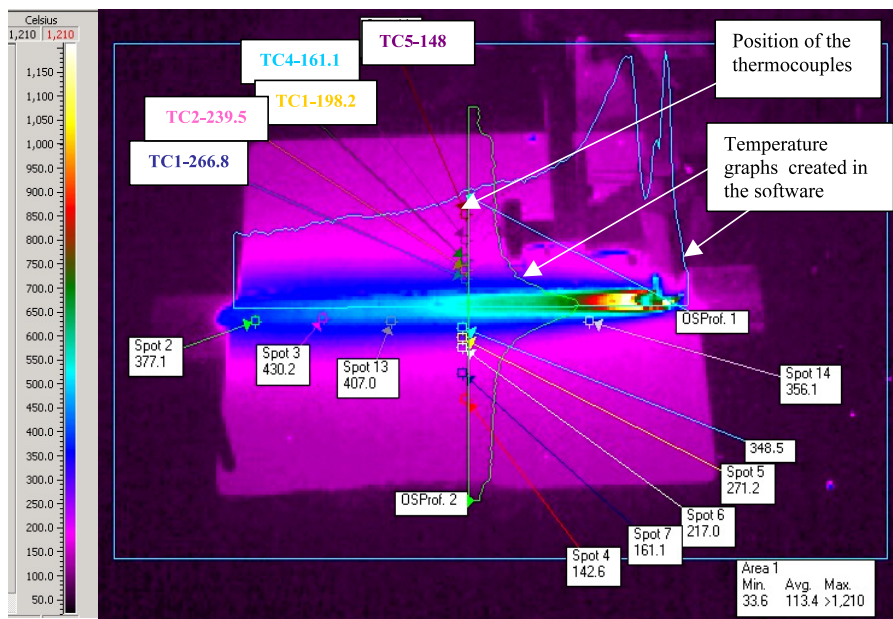 Celsius
1,210 1,210
1,150
1,100
1,050
1,000
950.0
900.0
850.0
800.0
750.0
700.0
650.0
600.0
550.0
500.0
450.0
400.0
350.0
300.0
250.0
200.0
150.0
100.0
50.0
TC5-148
TC4-161.1
TC1-198.2
TC2-239.5
TC1-266.8
Position of the
thermocouples
Temperature
graphs created in
the software
OSProf. 1
Spot 2
377.1
Spot 3
430.2
Spot 13
407.0
Spot 14
356.1
348.5
Spot 5
271.2
Spot 6
217.0
Spot 7
161.1
Spot 4
142.6
OSProf. 2
Area 1
Min. Avg. Max.
33.6 113.4 >1,210